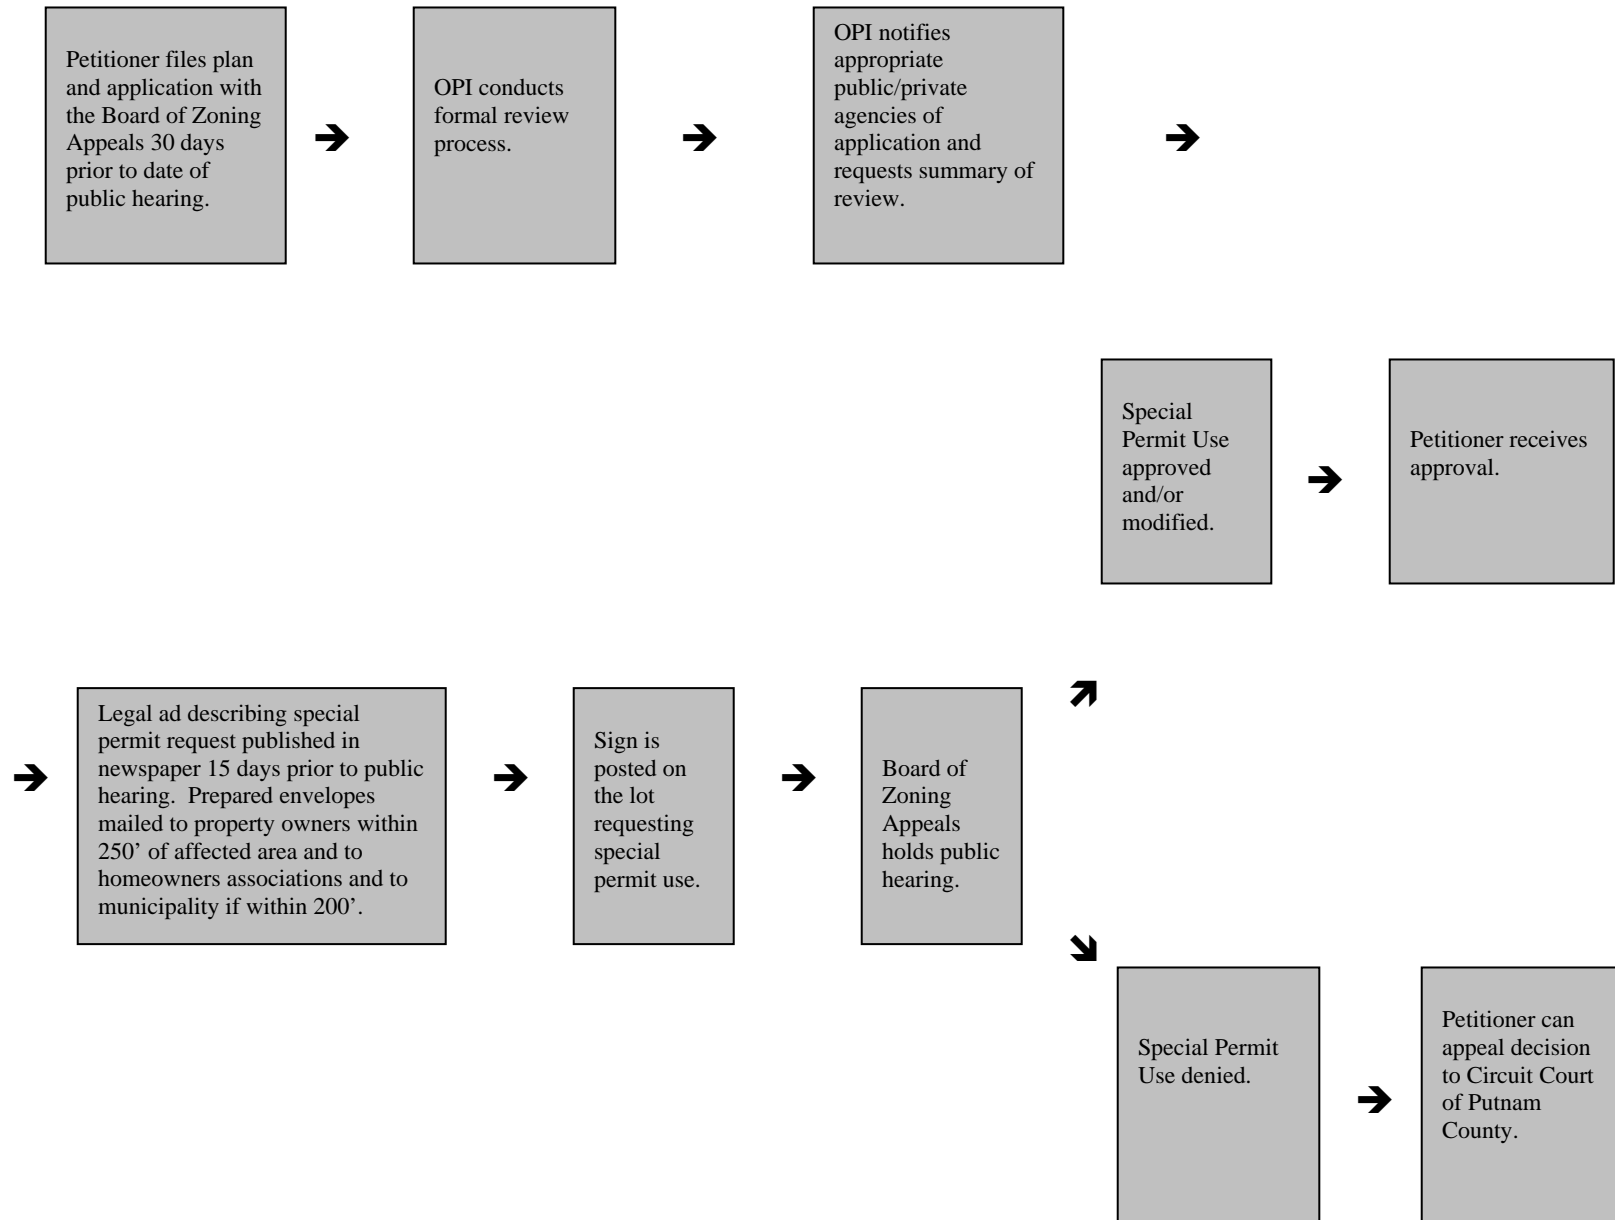 Petitioner files plan
and application with
the Board of Zoning
Appeals 30 days
prior to date of
public hearing.
OPI conducts
formal review
process.
OPI notifies
appropriate
public/private
agencies of
application and
requests summary of
review.
Legal ad describing special
permit request published in
newspaper 15 days prior to public
hearing.  Prepared envelopes
mailed to property owners within
250’ of affected area and to
homeowners associations and to
municipality if within 200’.
Sign is
posted on
the lot
requesting
special
permit use.
Board of
Zoning
Appeals
holds public
hearing.
Special
Permit Use
approved
and/or
modified.
Petitioner receives
approval.
Special Permit
Use denied.
Petitioner can
appeal decision
to Circuit Court
of Putnam
County.